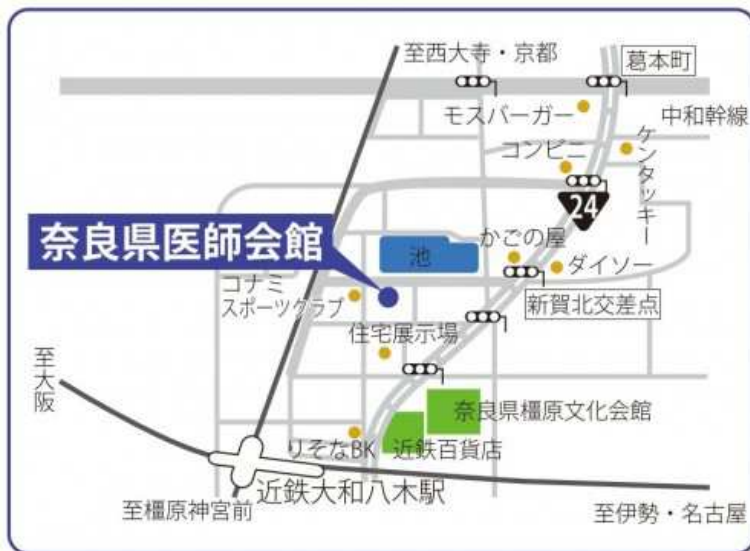 至西大寺・京都
葛本町
モスバーガー
中和幹線
コンビニ
ケンタッキー
24
奈良県医師会館
池
かごの屋
ダイソー
コナミ
スポーツクラブ
新賀北交差点
住宅展示場
至大阪
奈良県橿原文化会館
りそなBK
近鉄百貨店
近鉄大和八木駅
至橿原神宮前
至伊勢・名古屋